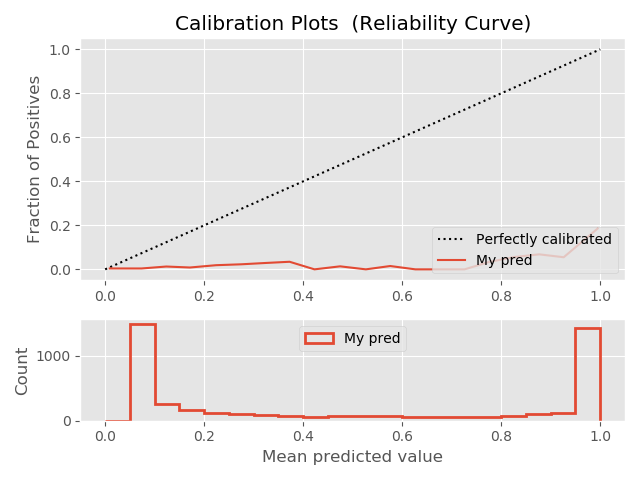 Calibration Plots  (Reliability Curve)
Fraction of Positives
1.0
0.8
0.6
0.4
0.2
0.0
Perfectly calibrated
My pred
0.0 0.2 0.4 0.6 0.8 1.0
Count
1000
0
My pred
0.0 0.2 0.4 0.6 0.8 1.0
Mean predicted value